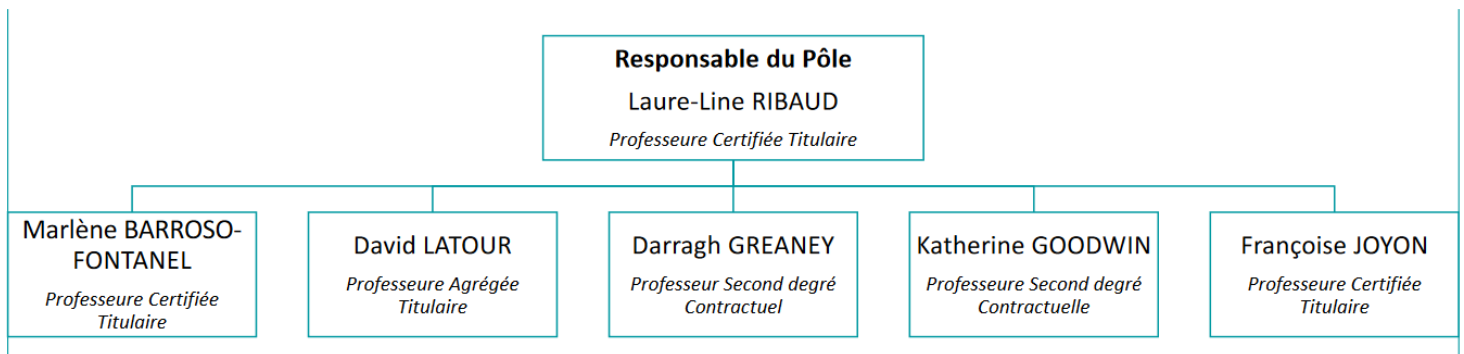 Responsable du Pôle
Laure-Line RIBAUD
Professeure Certifiée Titulaire
Marlène BARROSO-
FONTANEL
Professeure Certifiée
Titulaire
David LATOUR
Professeure Agrégée
Titulaire
Darragh GREANEY
Professeur Second degré
Contractuel
Katherine GOODWIN
Professeure Second degré
Contractuelle
Françoise JOYON
Professeure Certifiée
Titulaire